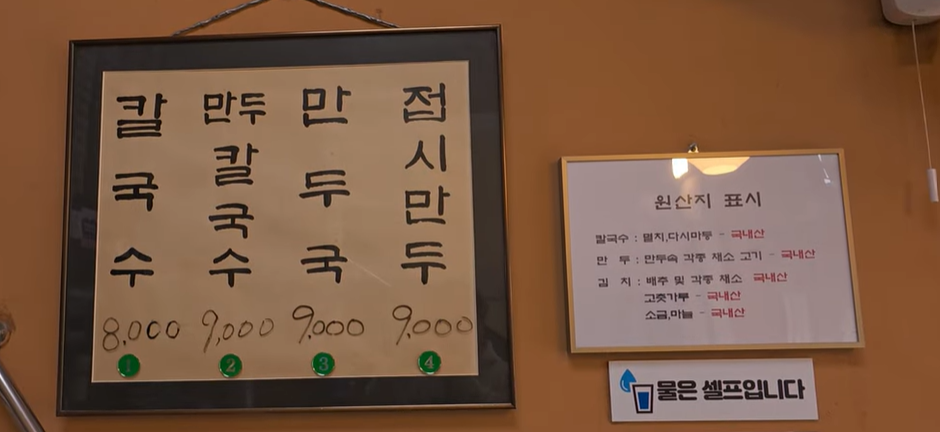 칼국수
8,000
1
만두칼국수
9,000
2
만두국
9,000
3
접시만두
9,000
4
원산지 표시
칼국수 : 멸치,다시마등 - 국내산
만 두 : 만두속 각종 채소 고기 - 국내산
김 치 : 배추 및 각종 채소 국내산
고춧가루 - 국내산
소금,마늘 - 국내산
물은 셀프입니다